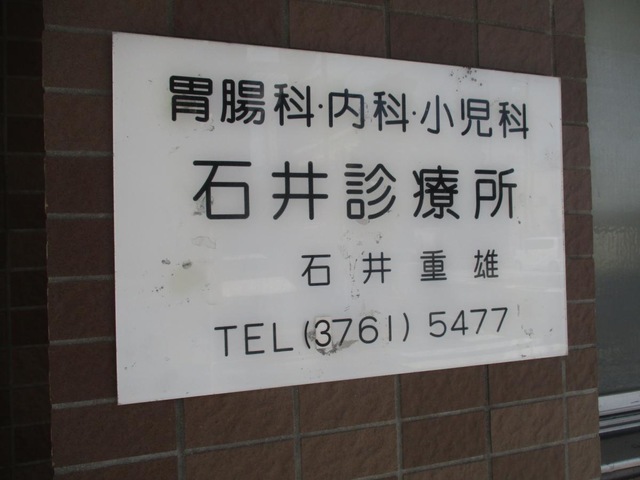 胃腸科・内科・小児科
石井診療所
石井重雄
TEL(3761)5477